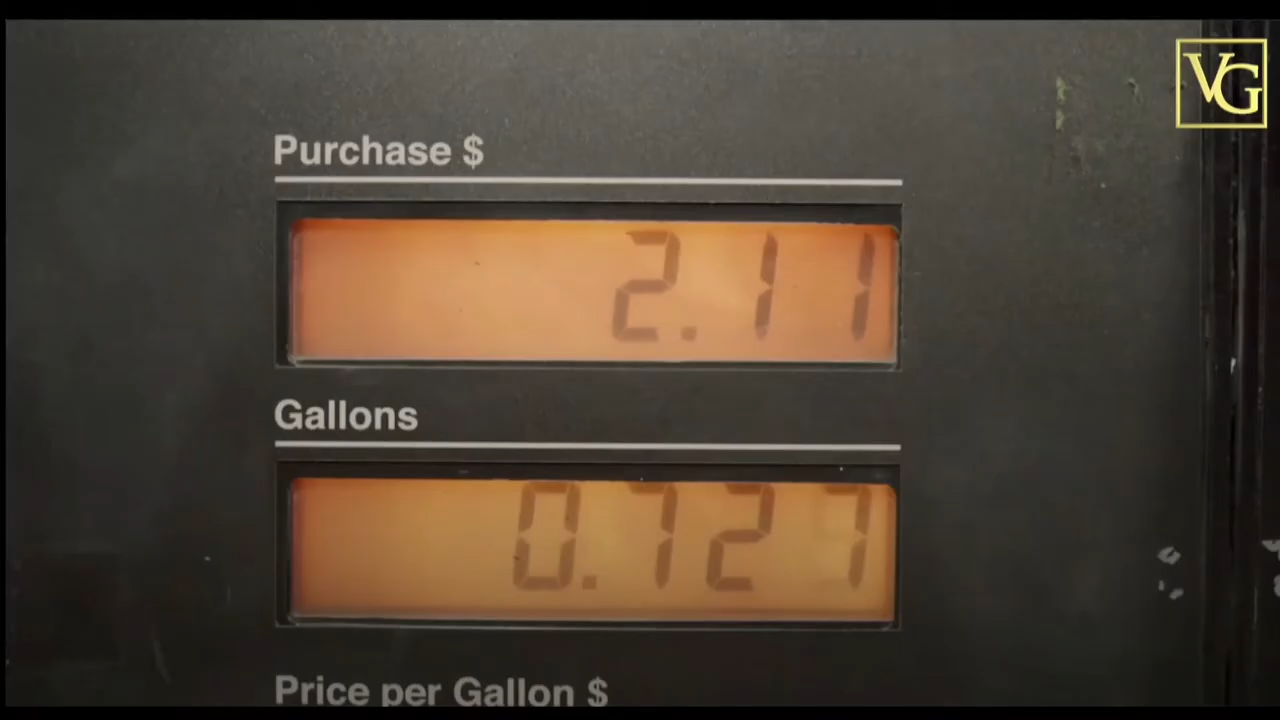 VG
Purchase $
2.11
Gallons
0.727
Price per Gallon $